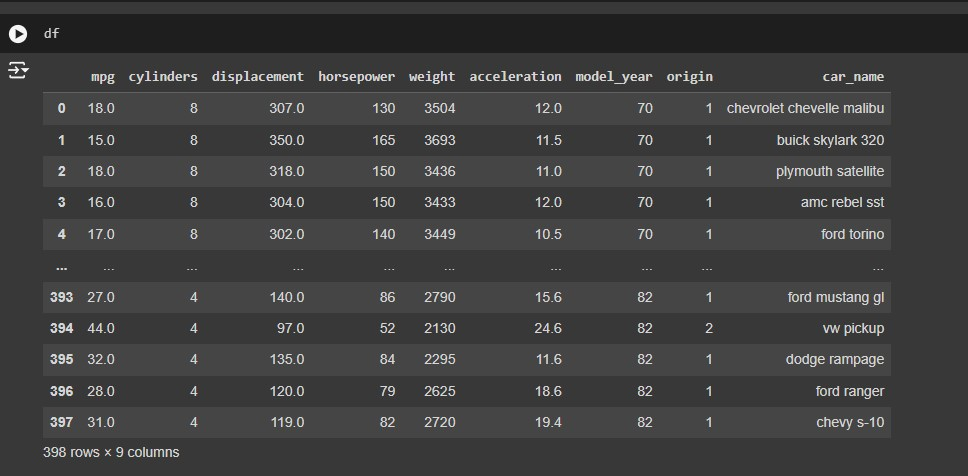 df
mpg cylinders displacement horsepower weight acceleration model_year origin car_name
0 18.0 8 307.0 130 3504 12.0 70 1 chevrolet chevelle malibu
1 15.0 8 350.0 165 3693 11.5 70 1 buick skylark 320
2 18.0 8 318.0 150 3436 11.0 70 1 plymouth satellite
3 16.0 8 304.0 150 3433 12.0 70 1 amc rebel sst
4 17.0 8 302.0 140 3449 10.5 70 1 ford torino
... ... ... ... ... ... ... ... ... ...
393 27.0 4 140.0 86 2790 15.6 82 1 ford mustang gl
394 44.0 4 97.0 52 2130 24.6 82 2 vw pickup
395 32.0 4 135.0 84 2295 11.6 82 1 dodge rampage
396 28.0 4 120.0 79 2625 18.6 82 1 ford ranger
397 31.0 4 119.0 82 2720 19.4 82 1 chevy s-10
398 rows × 9 columns